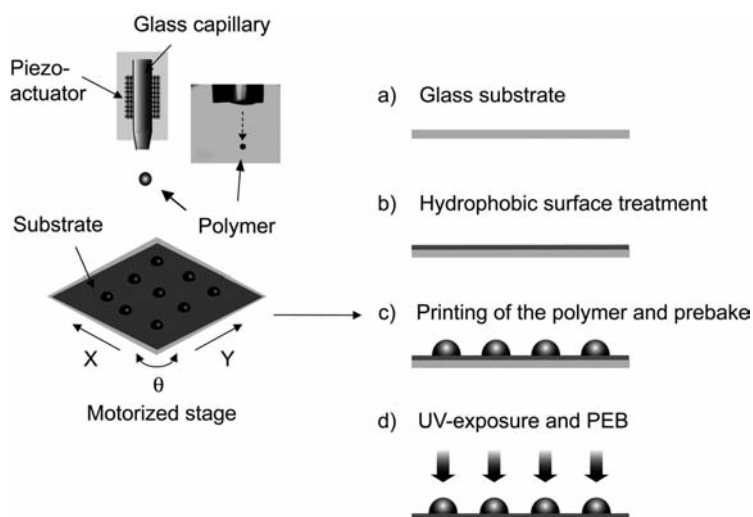 Glass capillary
Piezo-
actuator
Polymer
Substrate
X
θ
Y
Motorized stage
a) Glass substrate
b) Hydrophobic surface treatment
c) Printing of the polymer and prebake
d) UV-exposure and PEB